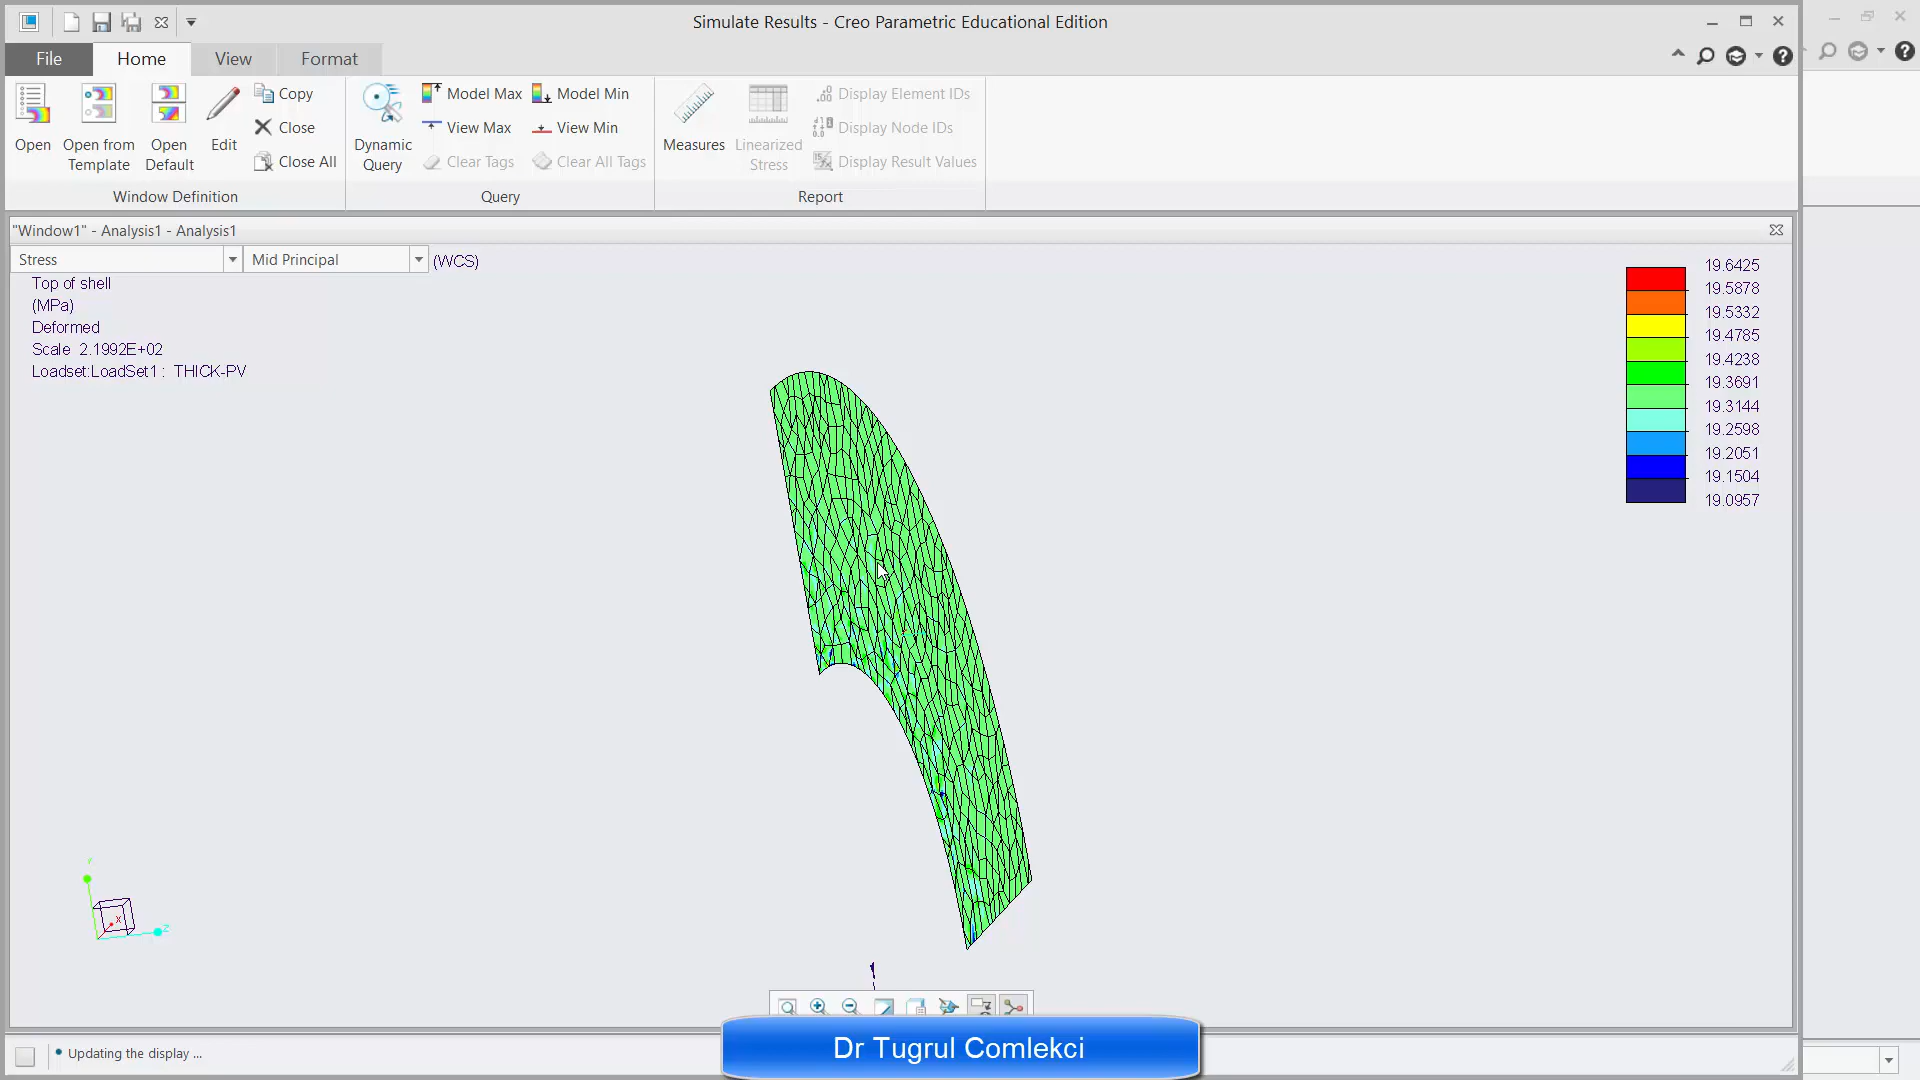 Simulate Results - Creo Parametric Educational Edition
File Home View Format
Open
Open from Template
Open Default
Edit
Copy
Close
Close All
Window Definition
Dynamic Query
Model Max Model Min
View Max View Min
Clear Tags Clear All Tags
Query
Measures
Linearized Stress
Display Element IDs
Display Node IDs
Display Result Values
Report
"Window1" - Analysis1 - Analysis1
Stress Mid Principal (WCS)
Top of shell
(MPa)
Deformed
Scale 2.1992E+02
Loadset:LoadSet1 : THICK-PV
19.6425
19.5878
19.5332
19.4785
19.4238
19.3691
19.3144
19.2598
19.2051
19.1504
19.0957
Y
X
Z
Updating the display ...
Dr Tugrul Comlekci